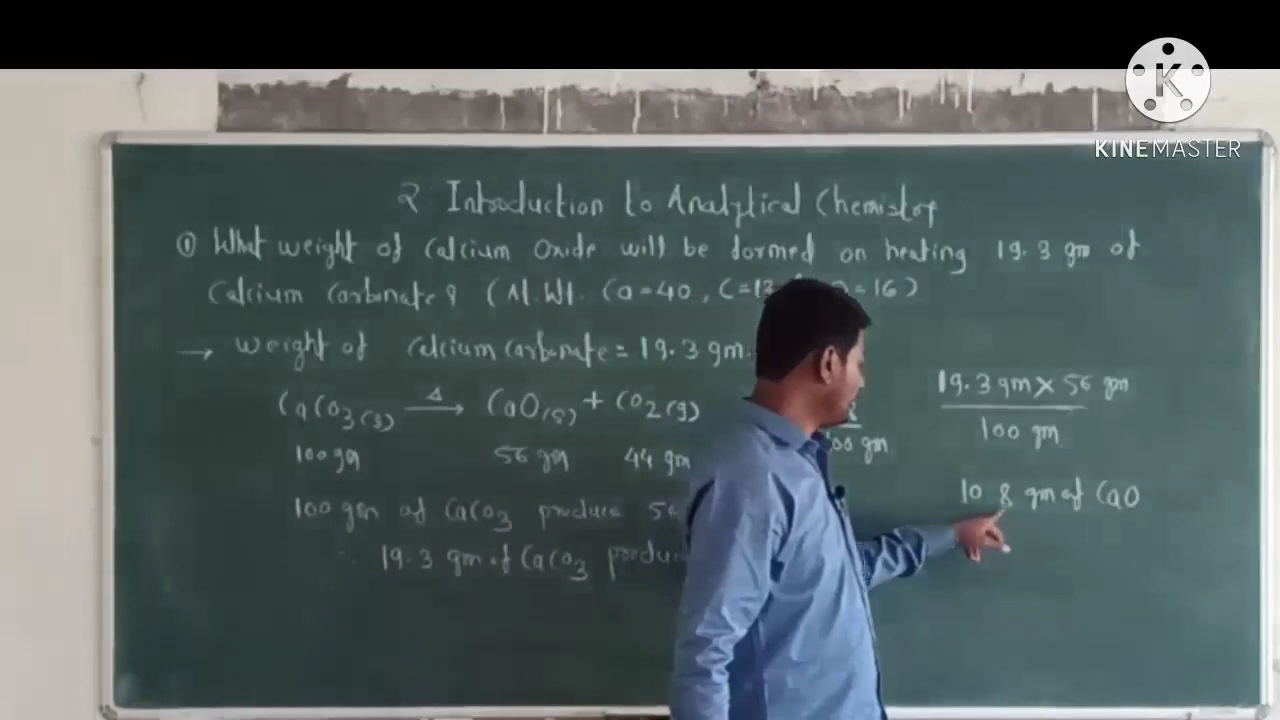 KINEMASTER
2 Introduction to Analytical Chemistry
① What weight of Calcium Oxide will be formed on heating 19.3 gm of
Calcium Carbonate? (At. Wt. Ca=40, C=12, O=16)
→ Weight of Calcium Carbonate = 19.3 gm.
CaCO3(s) —Δ→ CaO(s) + CO2(g)
100 gm 56 gm 44 gm
100 gm of CaCO3 produce 56
∴ 19.3 gm of CaCO3 produce
100 gm
19.3 gm × 56 gm
100 gm
10.8 gm of CaO